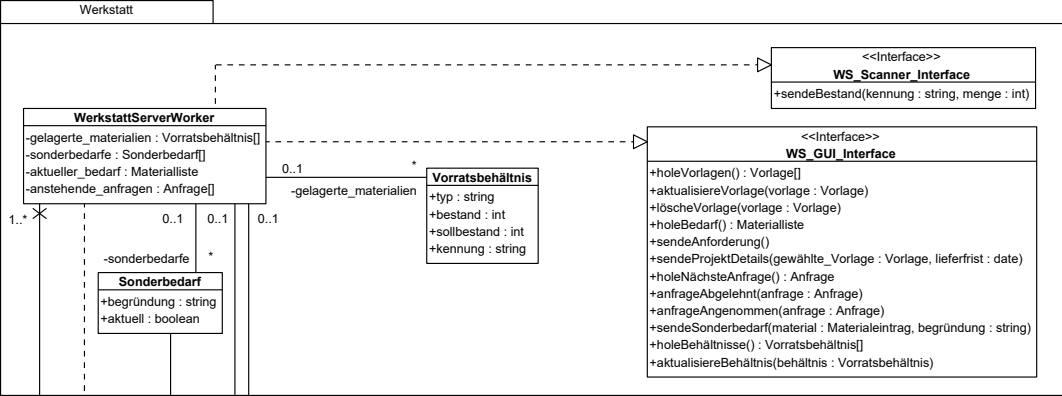 Werkstatt
<<Interface>>
WS_Scanner_Interface
+sendeBestand(kennung : string, menge : int)
WerkstattServerWorker
-gelagerte_materialien : Vorratsbehältnis[]
-sonderbedarfe : Sonderbedarf[]
-aktueller_bedarf : Materialliste
-anstehende_anfragen : Anfrage[]
<<Interface>>
WS_GUI_Interface
+holeVorlagen() : Vorlage[]
+aktualisiereVorlage(vorlage : Vorlage)
+löscheVorlage(vorlage : Vorlage)
+holeBedarf() : Materialliste
+sendeAnforderung()
+sendeProjektDetails(gewählte_Vorlage : Vorlage, lieferfrist : date)
+holeNächsteAnfrage() : Anfrage
+anfrageAbgelehnt(anfrage : Anfrage)
+anfrageAngenommen(anfrage : Anfrage)
+sendeSonderbedarf(material : Materialeintrag, begründung : string)
+holeBehältnisse() : Vorratsbehältnis[]
+aktualisiereBehältnis(behältnis : Vorratsbehältnis)
0..1
*
-gelagerte_materialien
Vorratsbehältnis
+typ : string
+bestand : int
+sollbestand : int
+kennung : string
1..*
0..1
0..1
0..1
-sonderbedarfe
*
Sonderbedarf
+begründung : string
+aktuell : boolean